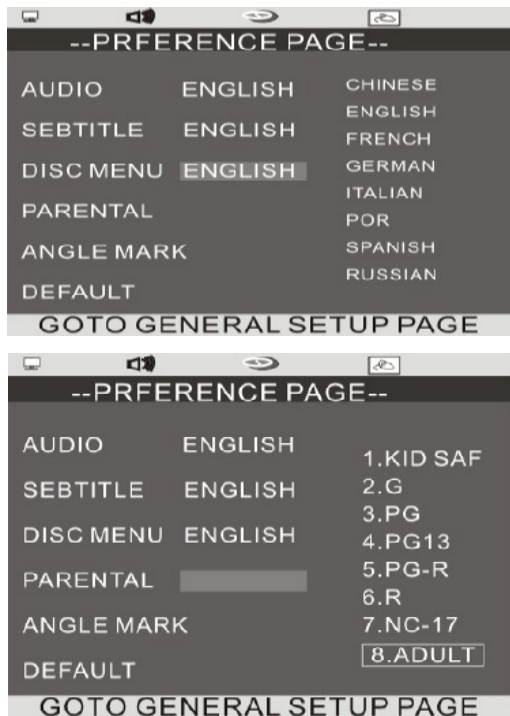 --PRFERENCE PAGE--
AUDIO ENGLISH
SEBTITLE ENGLISH
DISC MENU ENGLISH
PARENTAL
ANGLE MARK
DEFAULT
CHINESE
ENGLISH
FRENCH
GERMAN
ITALIAN
POR
SPANISH
RUSSIAN
GOTO GENERAL SETUP PAGE
--PRFERENCE PAGE--
AUDIO ENGLISH
SEBTITLE ENGLISH
DISC MENU ENGLISH
PARENTAL
ANGLE MARK
DEFAULT
1.KID SAF
2.G
3.PG
4.PG13
5.PG-R
6.R
7.NC-17
8.ADULT
GOTO GENERAL SETUP PAGE